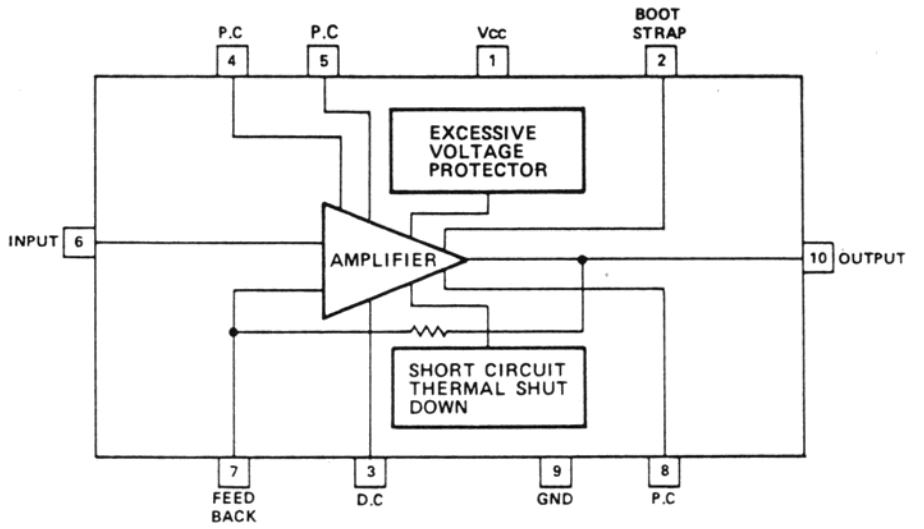 P.C
P.C
Vcc
BOOT
STRAP
4
5
1
2
EXCESSIVE
VOLTAGE
PROTECTOR
INPUT 6
AMPLIFIER
10 OUTPUT
SHORT CIRCUIT
THERMAL SHUT
DOWN
7
3
9
8
FEED
BACK
D.C
GND
P.C